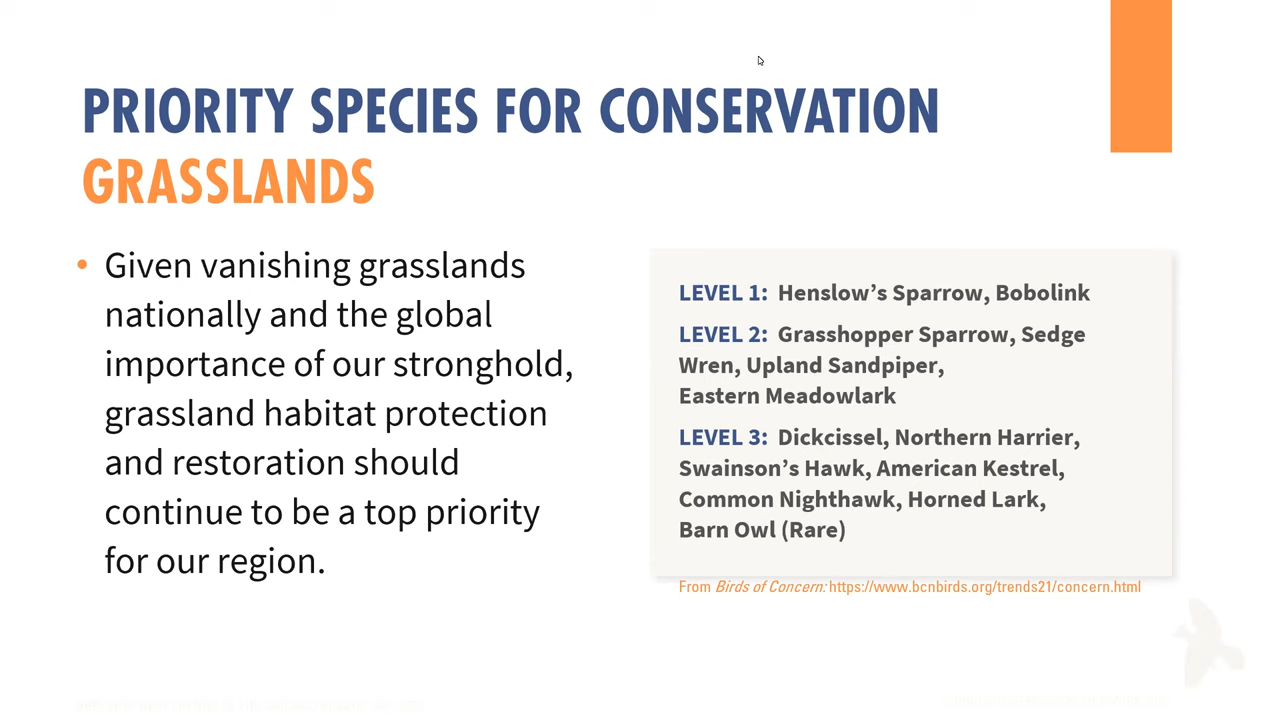 PRIORITY SPECIES FOR CONSERVATION
GRASSLANDS
• Given vanishing grasslands
nationally and the global
importance of our stronghold,
grassland habitat protection
and restoration should
continue to be a top priority
for our region.
LEVEL 1: Henslow’s Sparrow, Bobolink
LEVEL 2: Grasshopper Sparrow, Sedge
Wren, Upland Sandpiper,
Eastern Meadowlark
LEVEL 3: Dickcissel, Northern Harrier,
Swainson’s Hawk, American Kestrel,
Common Nighthawk, Horned Lark,
Barn Owl (Rare)
From Birds of Concern: https://www.bcnbirds.org/trends21/concern.html